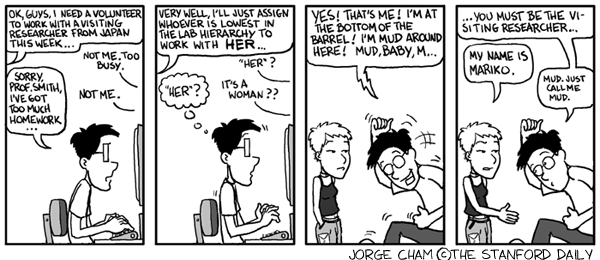 OK, GUYS, I NEED A VOLUNTEER
TO WORK WITH A VISITING
RESEARCHER FROM JAPAN
THIS WEEK...
NOT ME. TOO
BUSY.
SORRY,
PROF. SMITH,
I'VE GOT
TOO MUCH
HOMEWORK
...
NOT ME.
VERY WELL, I'LL JUST ASSIGN
WHOEVER IS LOWEST IN
THE LAB HIERARCHY TO
WORK WITH HER...
"HER"?
"HER"?
IT'S A
WOMAN??
YES! THAT'S ME! I'M AT
THE BOTTOM OF THE
BARREL! I'M MUD AROUND
HERE! MUD, BABY, M...
...YOU MUST BE THE VI-
SITING RESEARCHER...
MY NAME IS
MARIKO.
MUD. JUST
CALL ME
MUD.
JORGE CHAM ©THE STANFORD DAILY